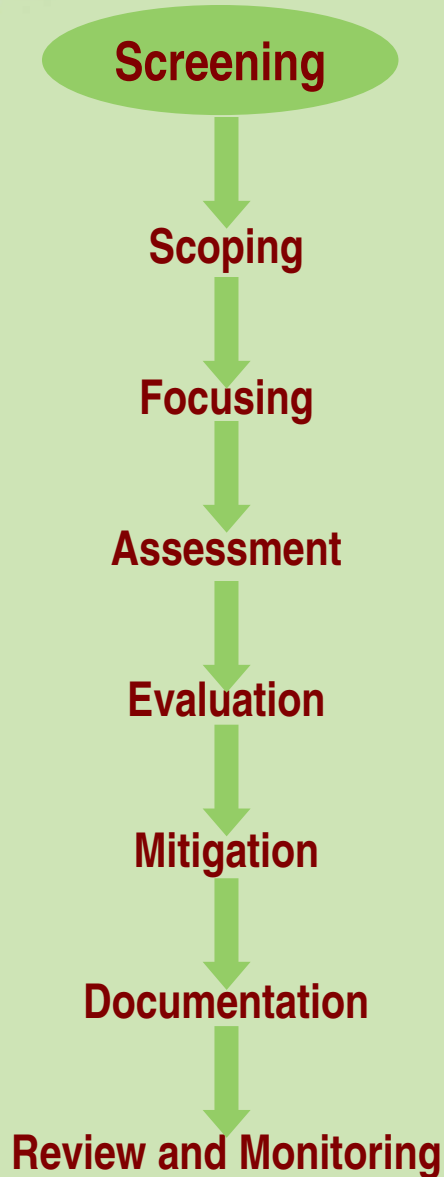 Screening
Scoping
Focusing
Assessment
Evaluation
Mitigation
Documentation
Review and Monitoring